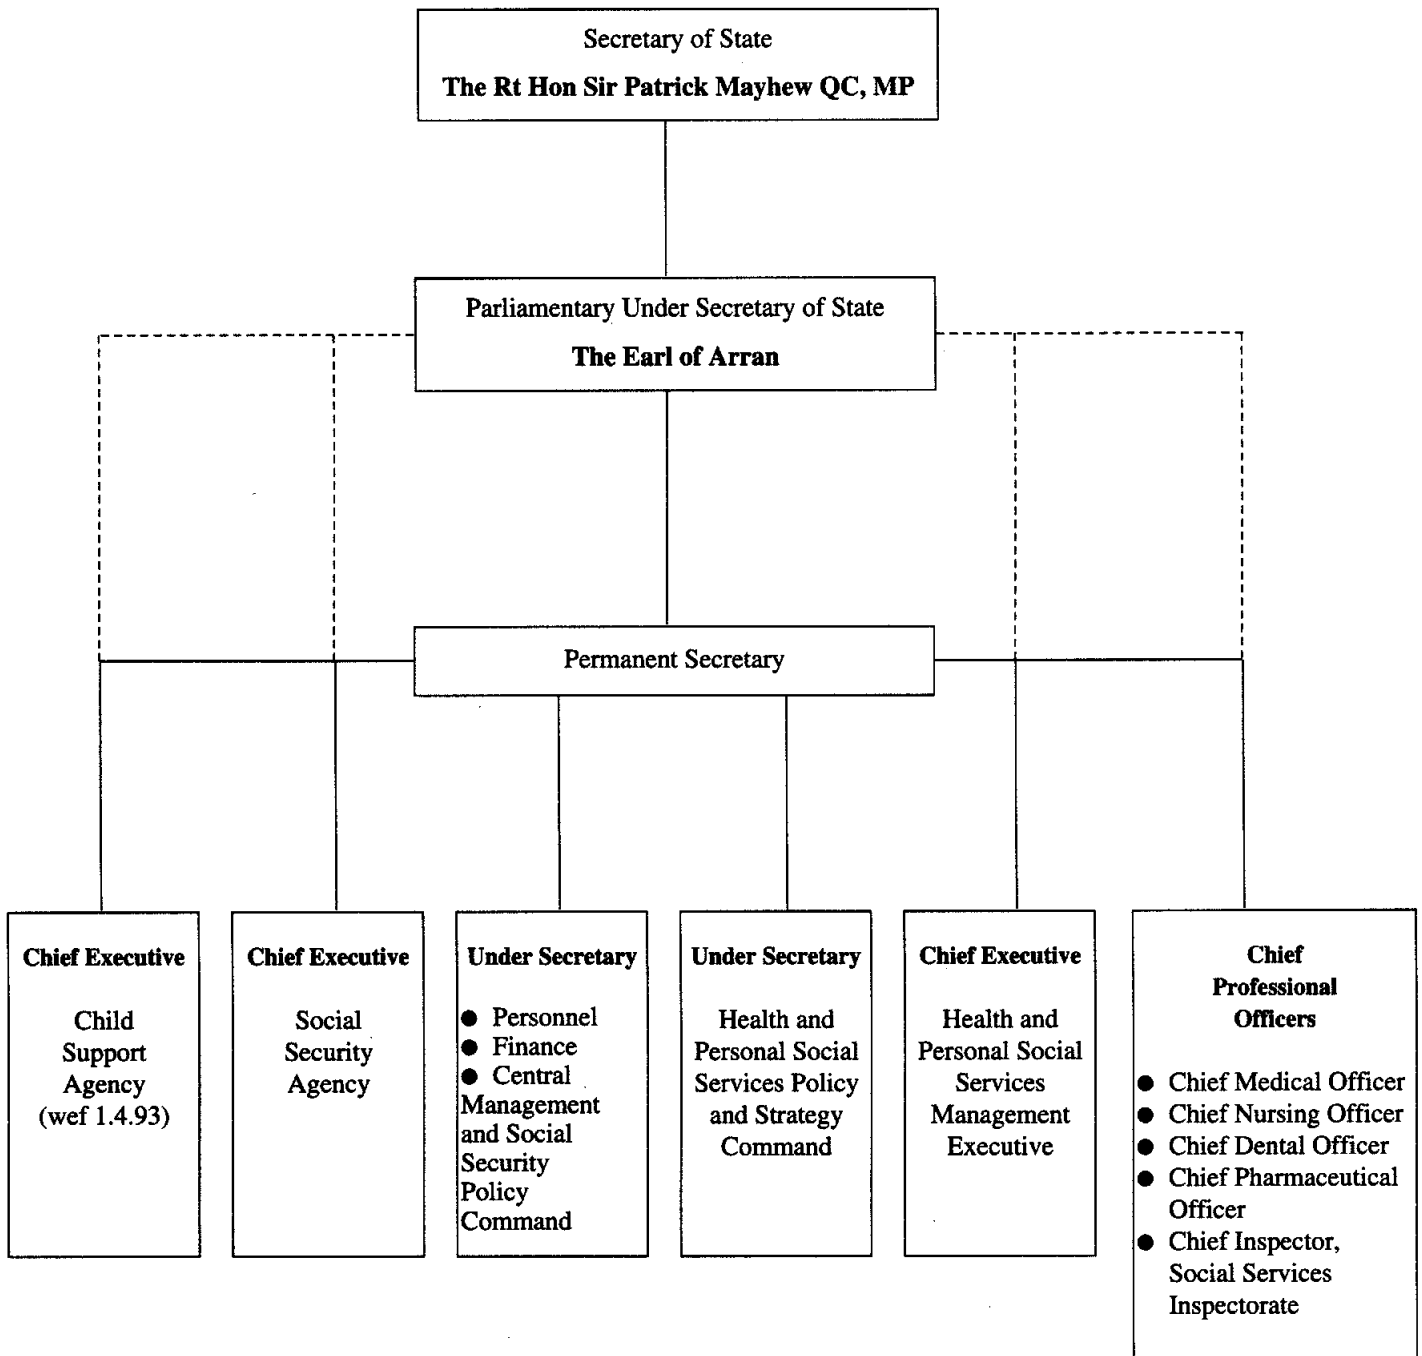 Secretary of State
The Rt Hon Sir Patrick Mayhew QC, MP
Parliamentary Under Secretary of State
The Earl of Arran
Permanent Secretary
Chief Executive
Child
Support
Agency
(wef 1.4.93)
Chief Executive
Social
Security
Agency
Under Secretary
● Personnel
● Finance
● Central
Management
and Social
Security
Policy
Command
Under Secretary
Health and
Personal Social
Services Policy
and Strategy
Command
Chief Executive
Health and
Personal Social
Services
Management
Executive
Chief
Professional
Officers
● Chief Medical Officer
● Chief Nursing Officer
● Chief Dental Officer
● Chief Pharmaceutical
Officer
● Chief Inspector,
Social Services
Inspectorate